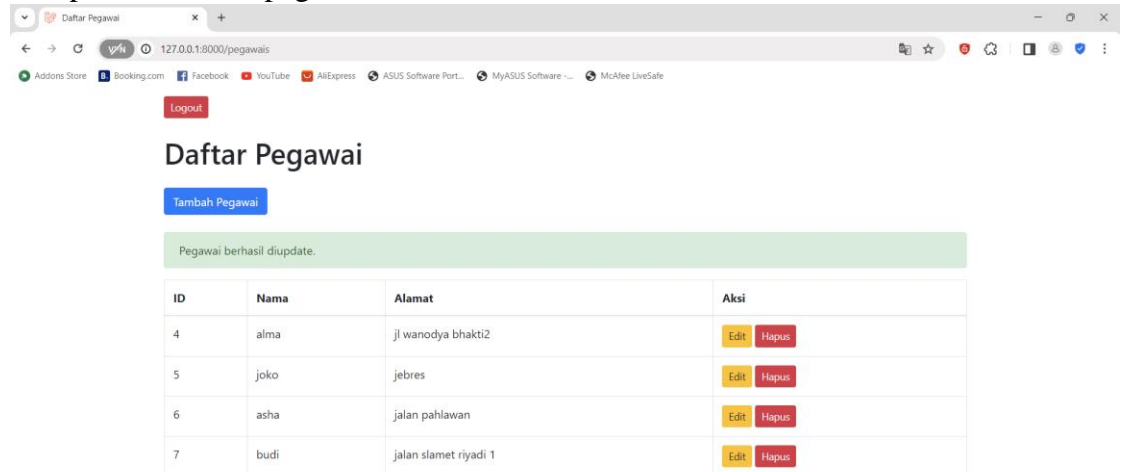 Daftar Pegawai
127.0.0.1:8000/pegawais
Addons Store Booking.com Facebook YouTube AliExpress ASUS Software Port... MyASUS Software -... McAfee LiveSafe
Logout
Daftar Pegawai
Tambah Pegawai
Pegawai berhasil diupdate.
ID Nama Alamat Aksi
4 alma jl wanodya bhakti2 Edit Hapus
5 joko jebres Edit Hapus
6 asha jalan pahlawan Edit Hapus
7 budi jalan slamet riyadi 1 Edit Hapus